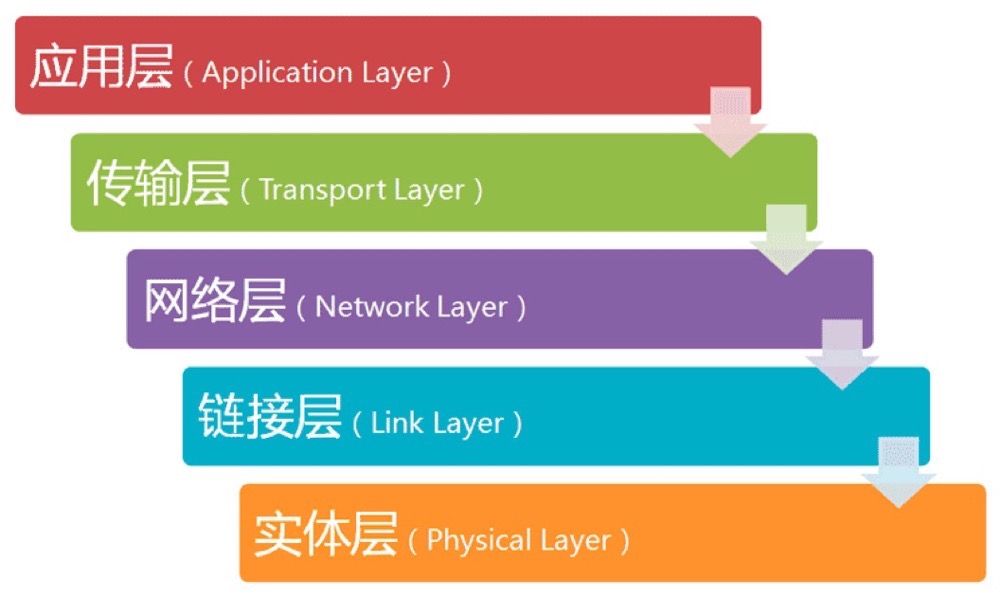 应用层（Application Layer）
传输层（Transport Layer）
网络层（Network Layer）
链接层（Link Layer）
实体层（Physical Layer）